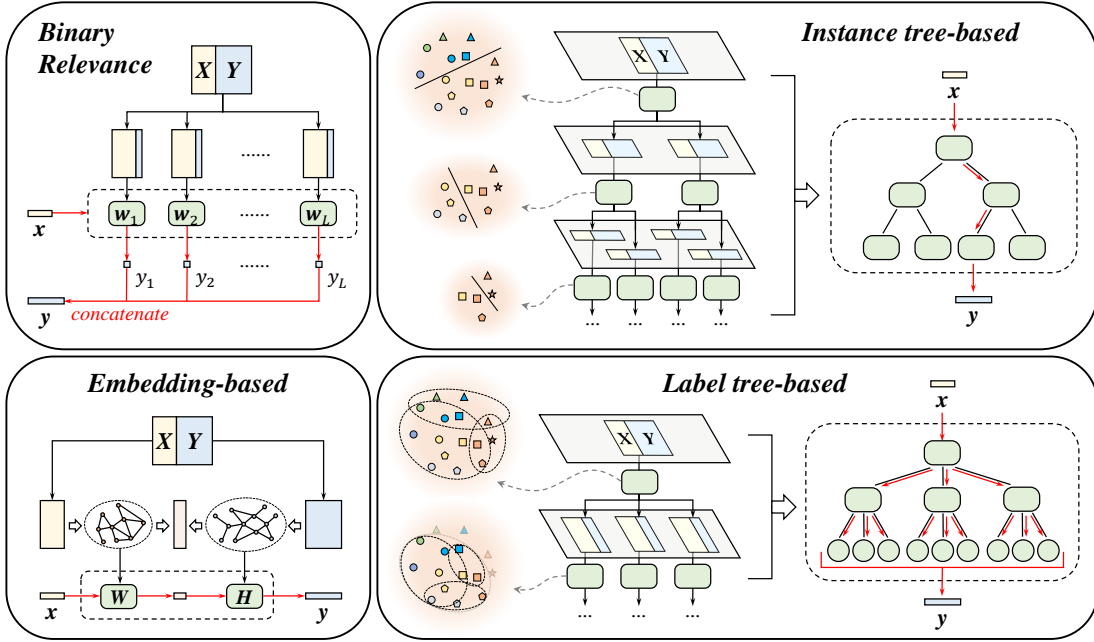 Binary
Relevance
X Y
......
w1 w2 ...... wL
x
y1 y2 ...... yL
y
concatenate
Instance tree-based
X Y
... ... ... ...
x
y
Embedding-based
X Y
x W H y
Label tree-based
X Y
... ... ...
x
y